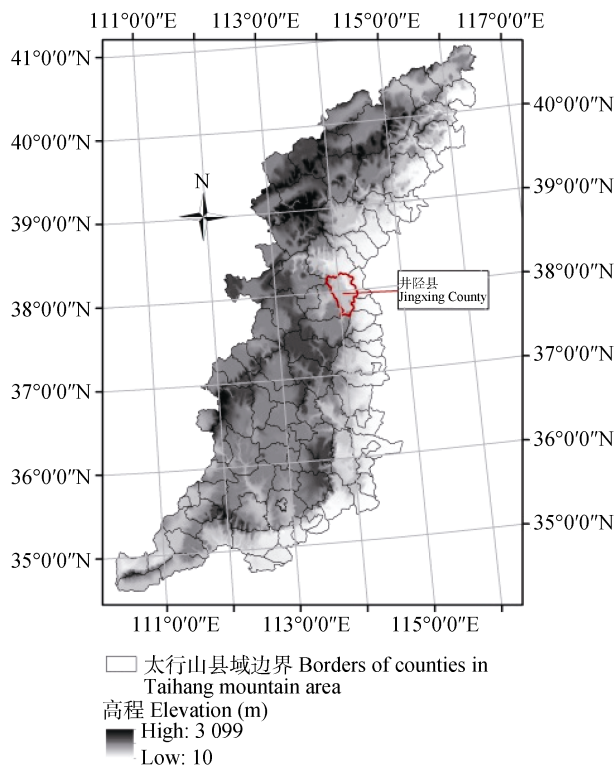 111°0′0″E 113°0′0″E 115°0′0″E 117°0′0″E
41°0′0″N
40°0′0″N
40°0′0″N
N
39°0′0″N
39°0′0″N
38°0′0″N
井陉县
Jingxing County
38°0′0″N
37°0′0″N
37°0′0″N
36°0′0″N
36°0′0″N
35°0′0″N
35°0′0″N
111°0′0″E 113°0′0″E 115°0′0″E
太行山县域边界 Borders of counties in
Taihang mountain area
高程 Elevation (m)
High: 3 099
Low: 10